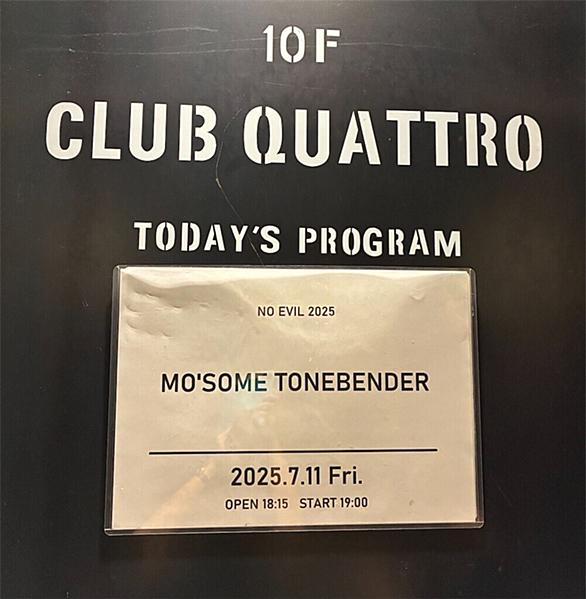 10F
CLUB QUATTRO
TODAY'S PROGRAM
NO EVIL 2025
MO'SOME TONEBENDER
2025.7.11 Fri.
OPEN 18:15 START 19:00